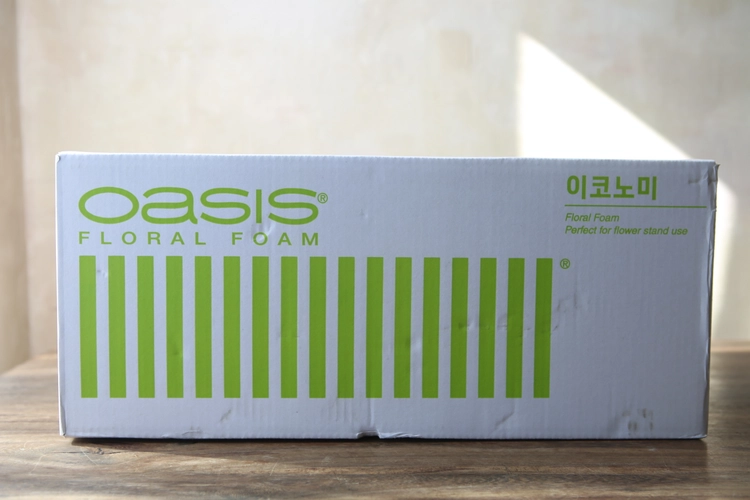 oasis®
FLORAL FOAM
®
이코노미
Floral Foam
Perfect for flower stand use